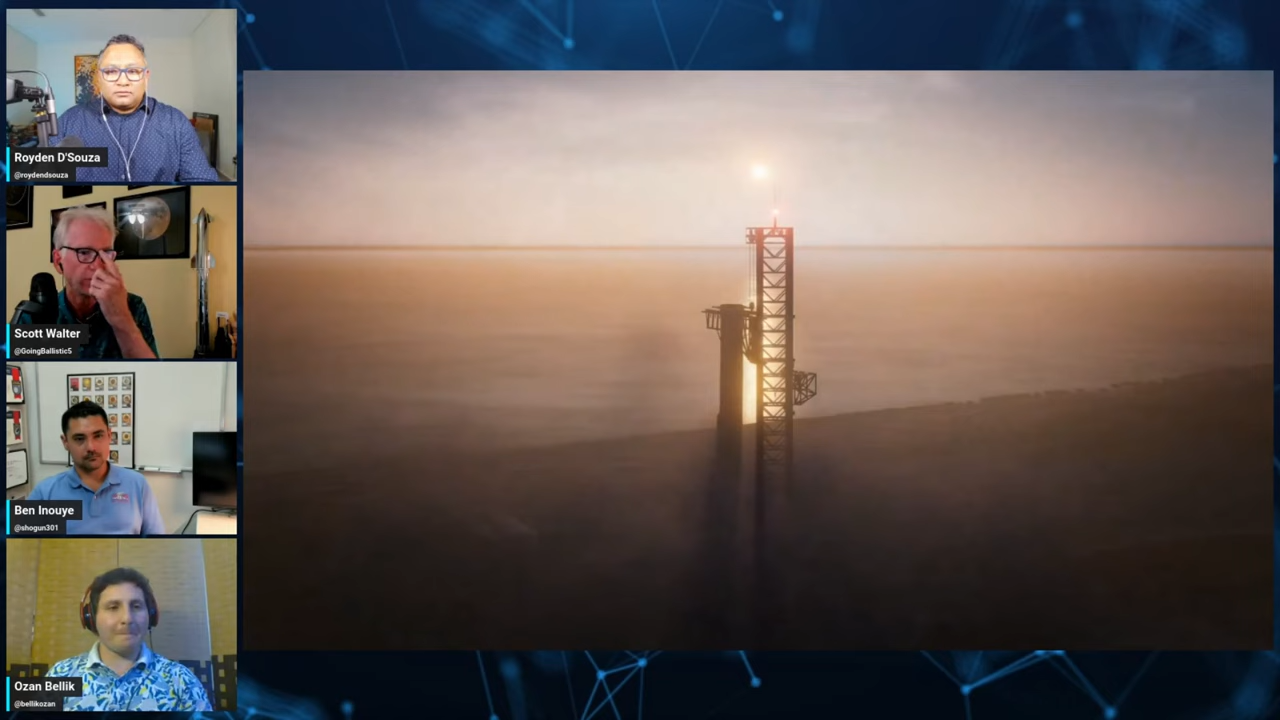 Royden D'Souza
@roydendsouza
Scott Walter
@GoingBallistic5
Ben Inouye
@shogun301
Ozan Bellik
@bellikozan